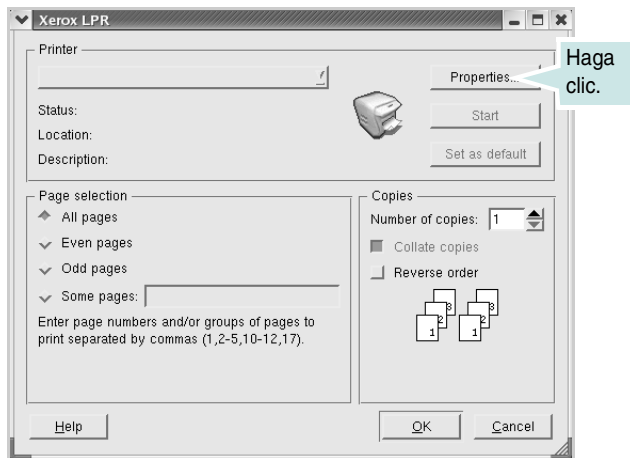 Xerox LPR
Printer
Properties...
Haga
clic.
Status:
Start
Location:
Description:
Set as default
Page selection
All pages
Even pages
Odd pages
Some pages:
Enter page numbers and/or groups of pages to
print separated by commas (1,2-5,10-12,17).
Copies
Number of copies: 1
Collate copies
Reverse order
3 3
2 2
1 1
Help
OK
Cancel